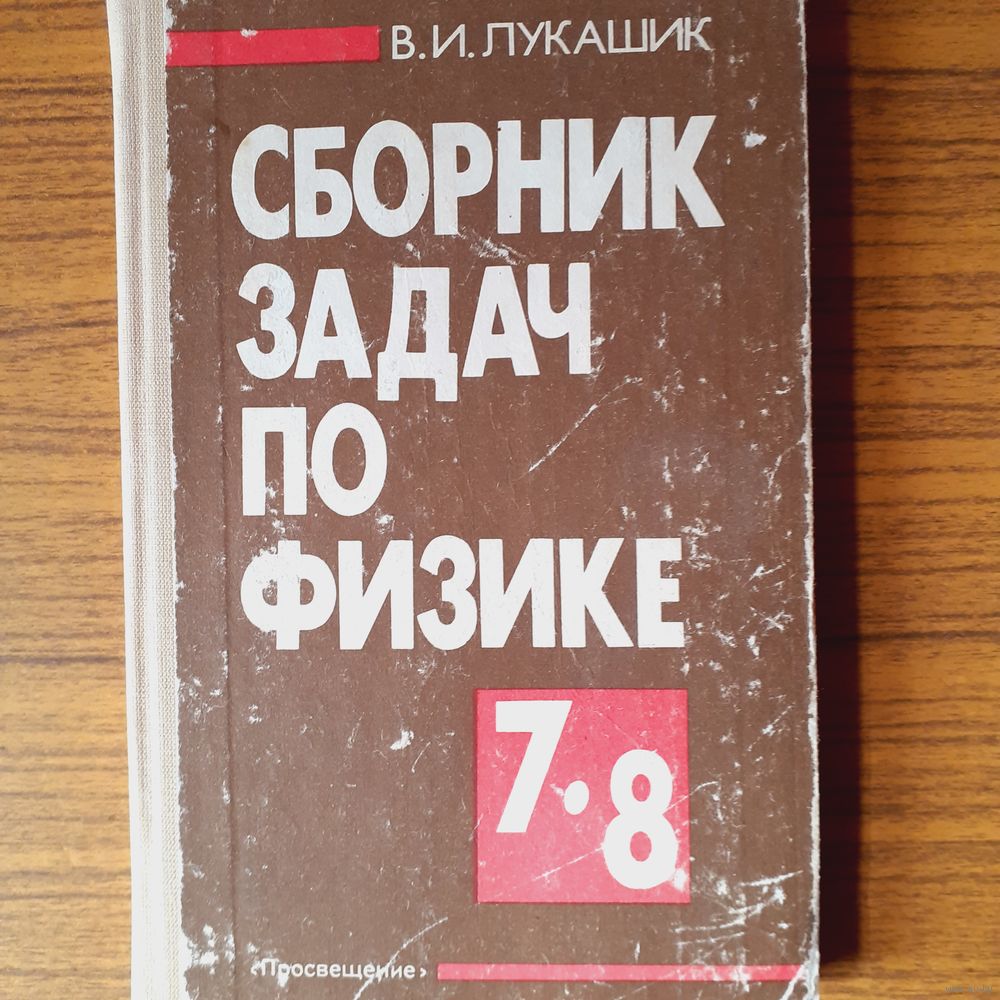 В.И. ЛУКАШИК
СБОРНИК
ЗАДАЧ
ПО
ФИЗИКЕ
7·8
«Просвещение»